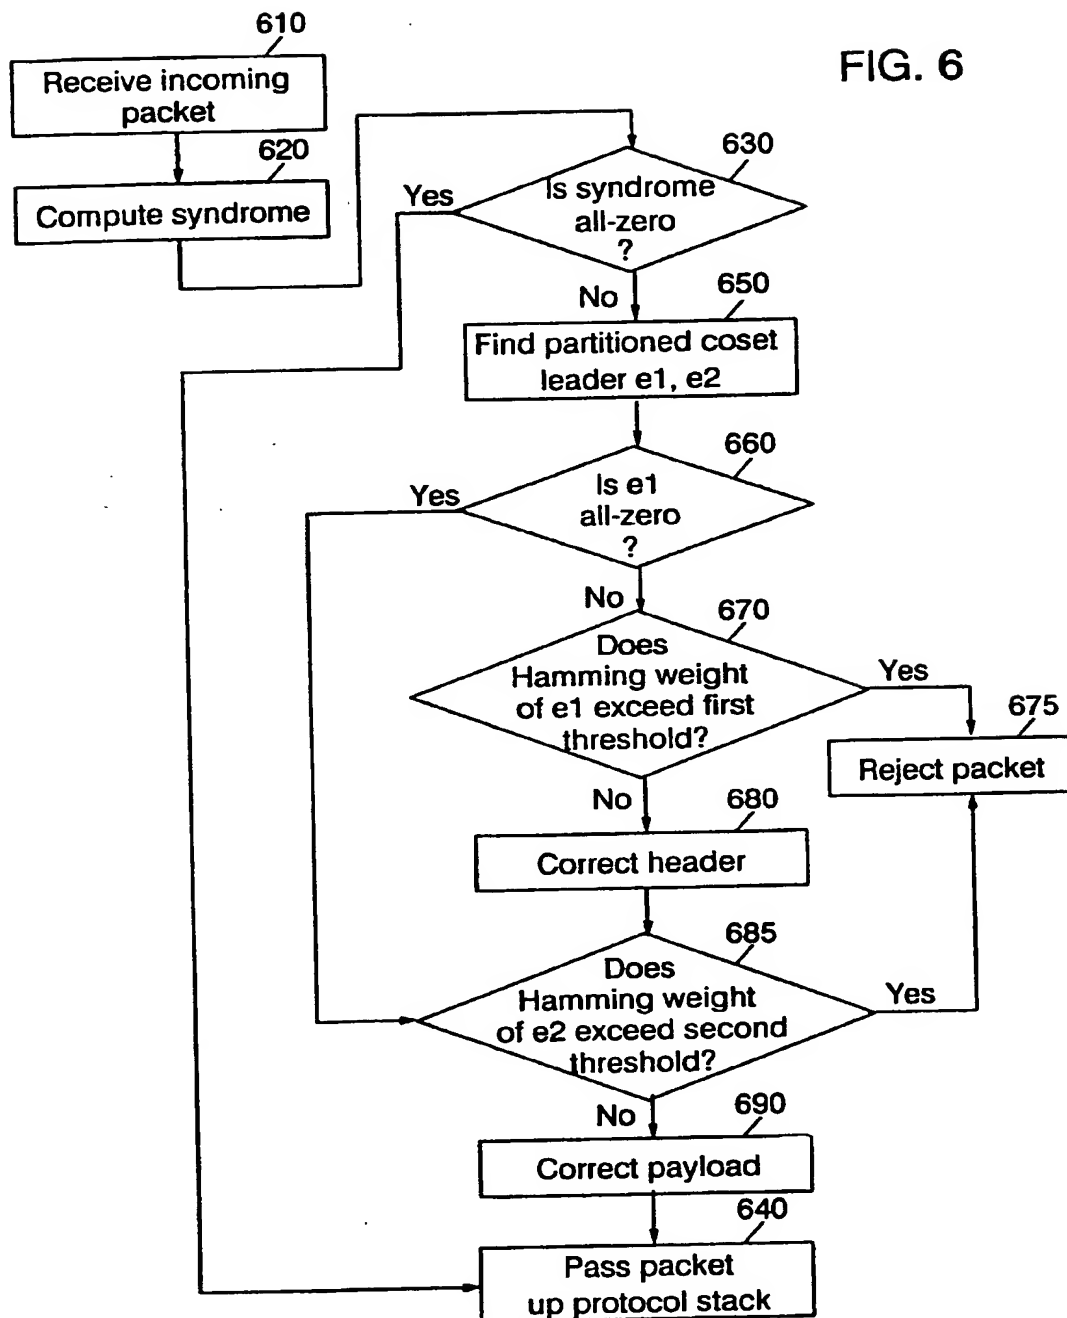 FIG. 6
610
Receive incoming
packet
620
Compute syndrome
630
Is syndrome
all-zero
?
Yes
No
650
Find partitioned coset
leader e1, e2
660
Is e1
all-zero
?
Yes
No
670
Does
Hamming weight
of e1 exceed first
threshold?
Yes
675
Reject packet
No
680
Correct header
685
Does
Hamming weight
of e2 exceed second
threshold?
Yes
No
690
Correct payload
640
Pass packet
up protocol stack